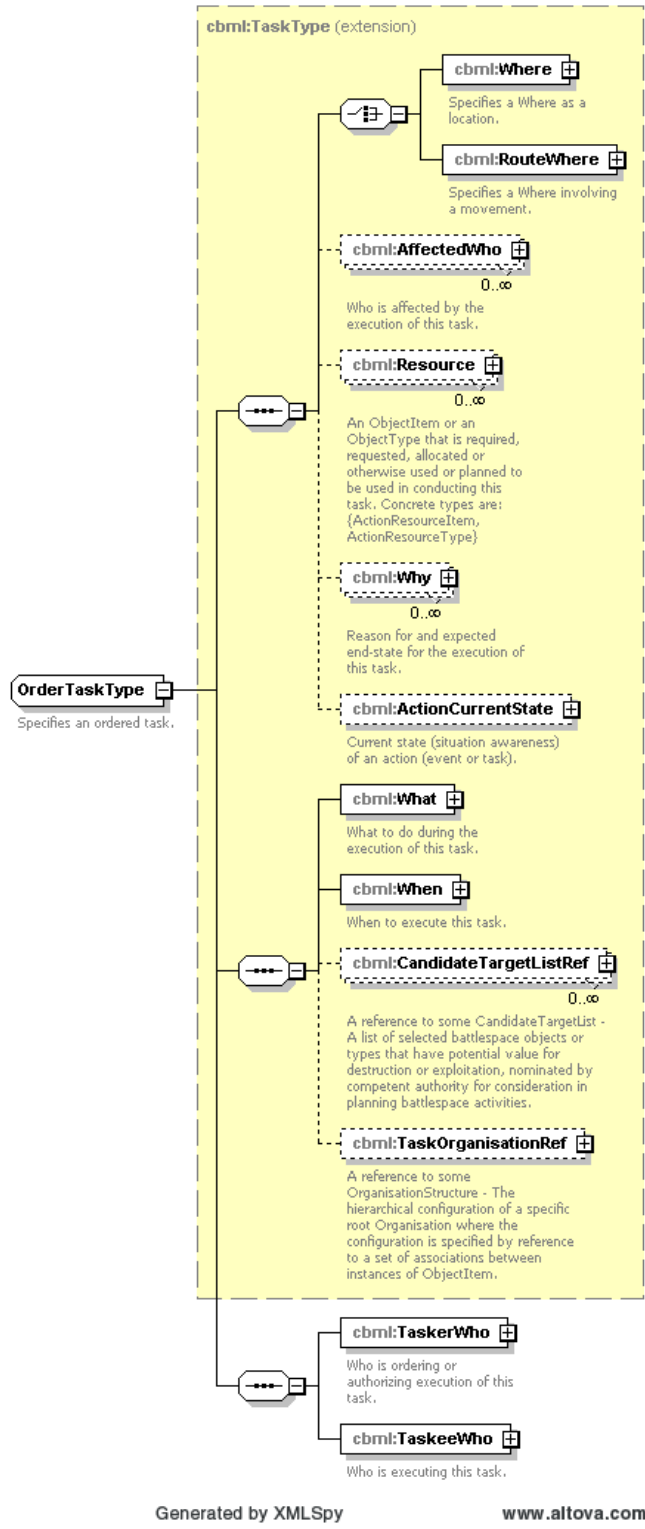 cbml:TaskType (extension)
cbml:Where
Specifies a Where as a
location.
cbml:RouteWhere
Specifies a Where involving
a movement.
cbml:AffectedWho
0..∞
Who is affected by the
execution of this task.
cbml:Resource
0..∞
An ObjectItem or an
ObjectType that is required,
requested, allocated or
otherwise used or planned to
be used in conducting this
task. Concrete types are:
{ActionResourceItem,
ActionResourceType}
cbml:Why
0..∞
Reason for and expected
end-state for the execution of
this task.
OrderTaskType
Specifies an ordered task.
cbml:ActionCurrentState
Current state (situation awareness)
of an action (event or task).
cbml:What
What to do during the
execution of this task.
cbml:When
When to execute this task.
cbml:CandidateTargetListRef
0..∞
A reference to some CandidateTargetList -
A list of selected battlespace objects or
types that have potential value for
destruction or exploitation, nominated by
competent authority for consideration in
planning battlespace activities.
cbml:TaskOrganisationRef
A reference to some
OrganisationStructure - The
hierarchical configuration of a specific
root Organisation where the
configuration is specified by reference
to a set of associations between
instances of ObjectItem.
cbml:TaskerWho
Who is ordering or
authorizing execution of this
task.
cbml:TaskeeWho
Who is executing this task.
Generated by XMLSpy
www.altova.com